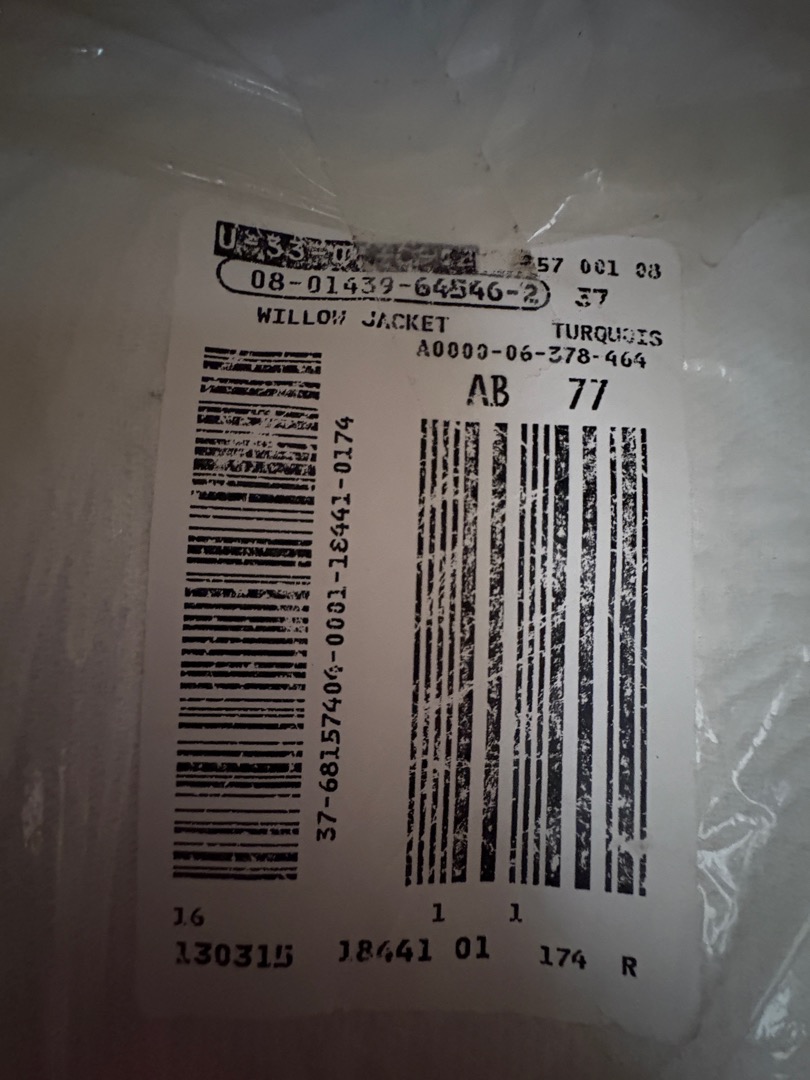 57 001 08
08-01439-64546-2 37
WILLOW JACKET TURQUOIS
A0000-06-378-464
AB 77
37-68157404-0001-18441-0174
16 1 1
130315 18441 01 174 R